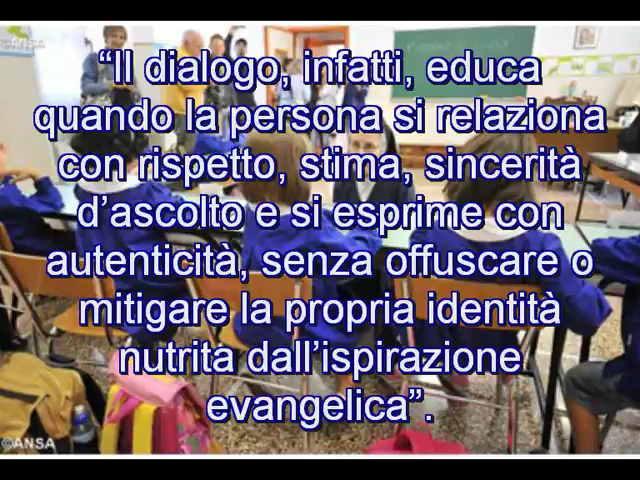 ©ANSA
“Il dialogo, infatti, educa
quando la persona si relaziona
con rispetto, stima, sincerità
d’ascolto e si esprime con
autenticità, senza offuscare o
mitigare la propria identità
nutrita dall’ispirazione
evangelica”.
©ANSA